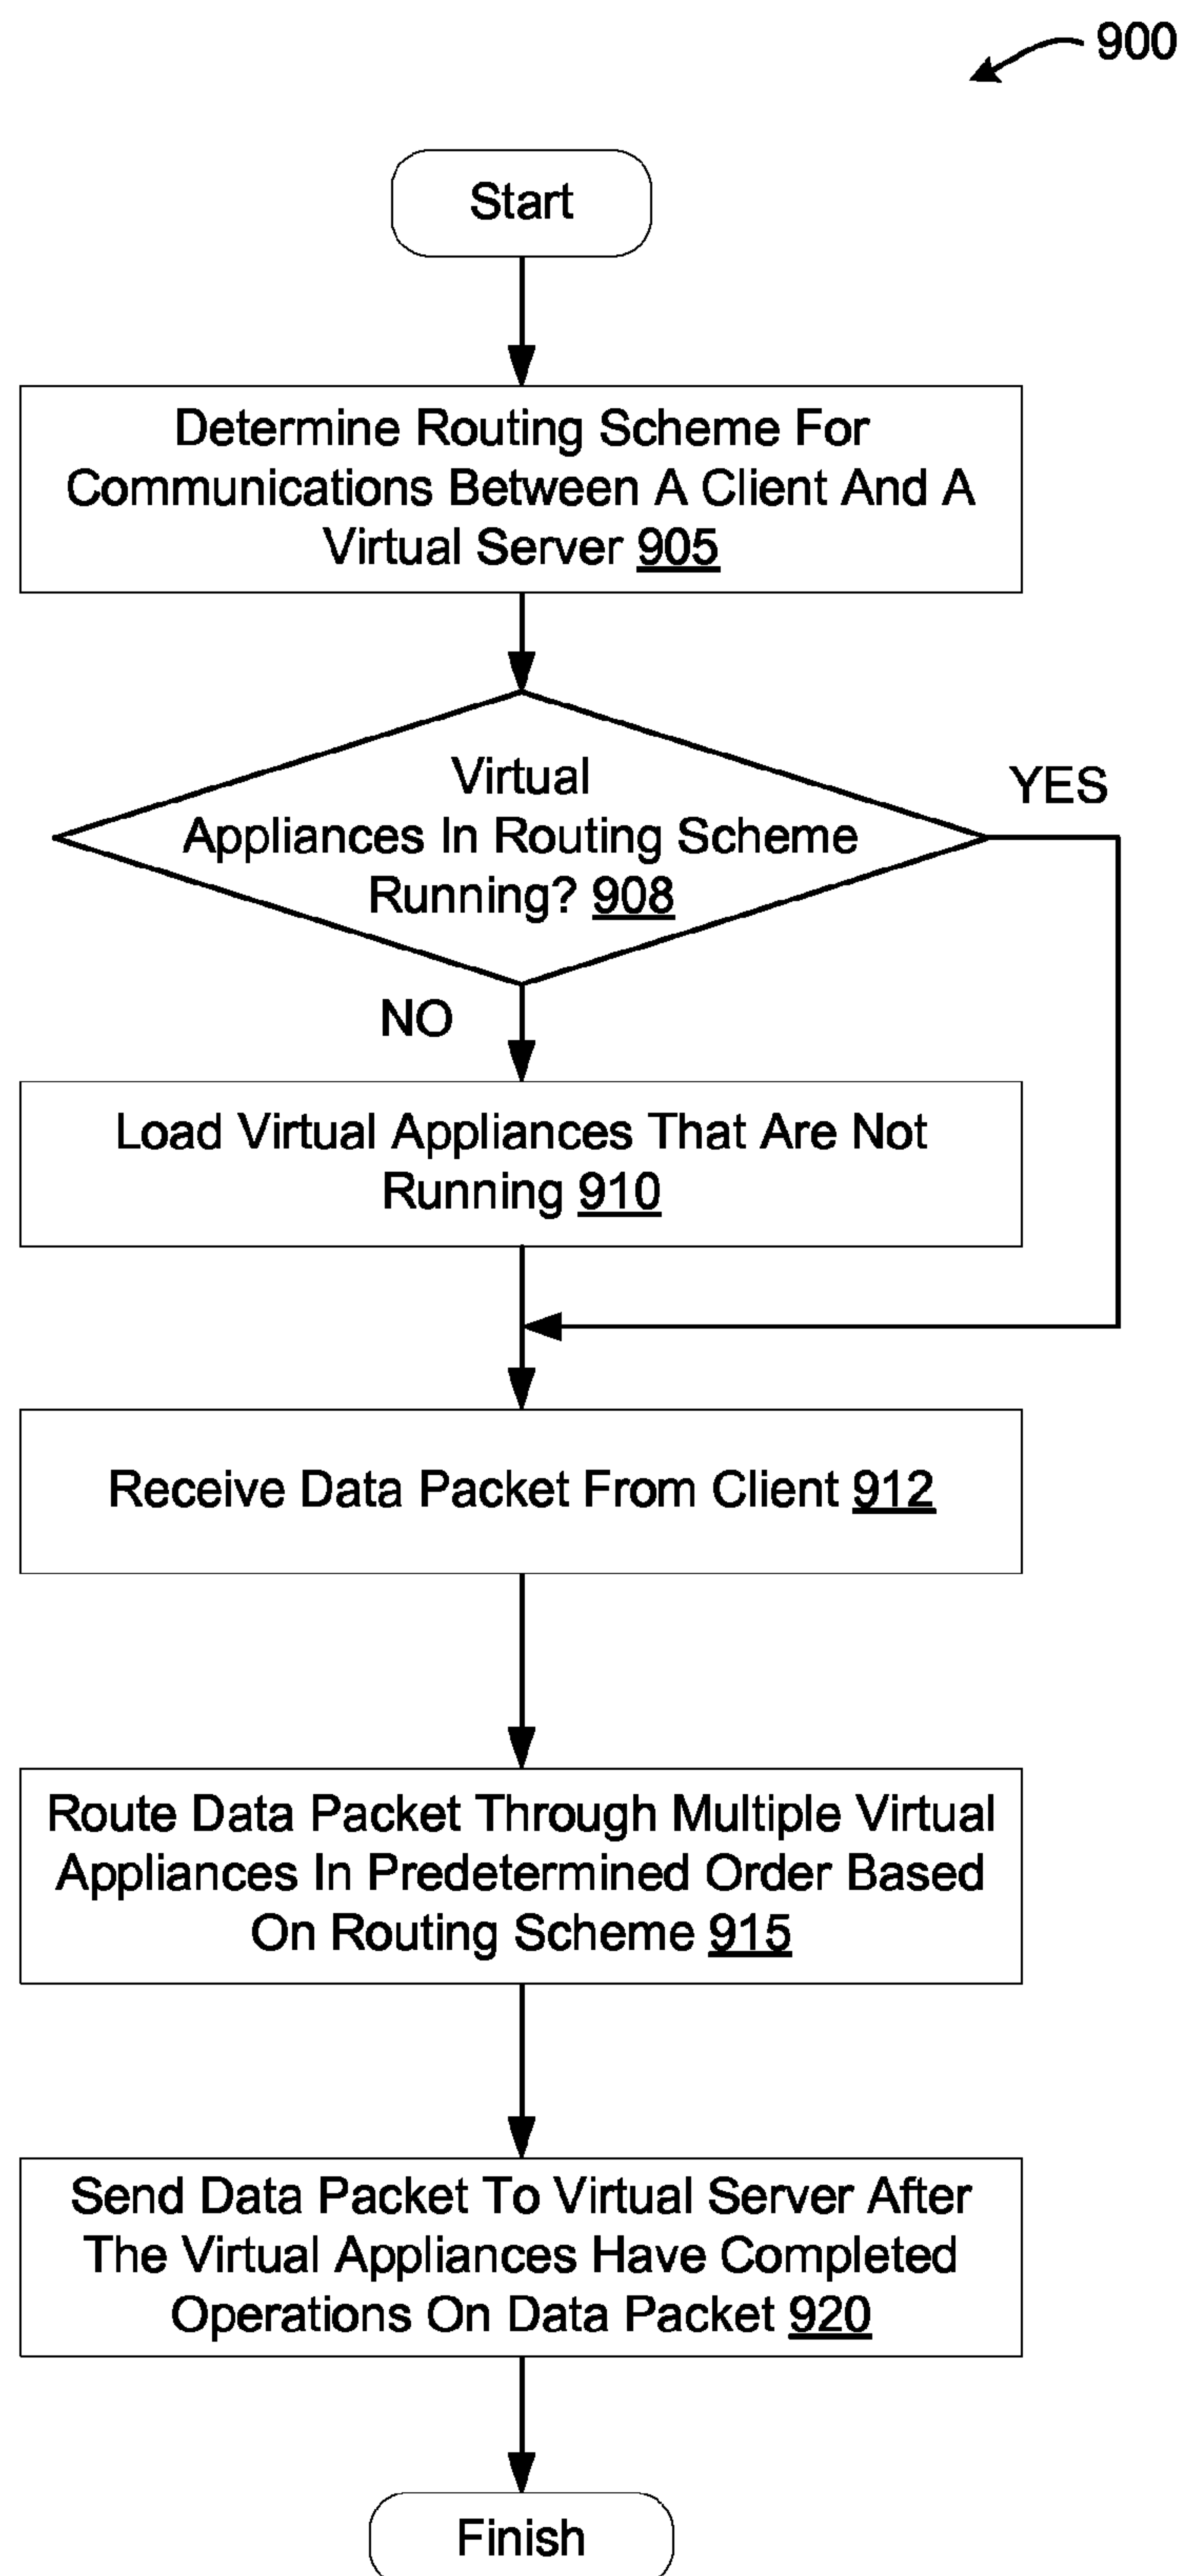 900
Start
Determine Routing Scheme For
Communications Between A Client And A
Virtual Server 905
Virtual
Appliances In Routing Scheme
Running? 908
YES
NO
Load Virtual Appliances That Are Not
Running 910
Receive Data Packet From Client 912
Route Data Packet Through Multiple Virtual
Appliances In Predetermined Order Based
On Routing Scheme 915
Send Data Packet To Virtual Server After
The Virtual Appliances Have Completed
Operations On Data Packet 920
Finish